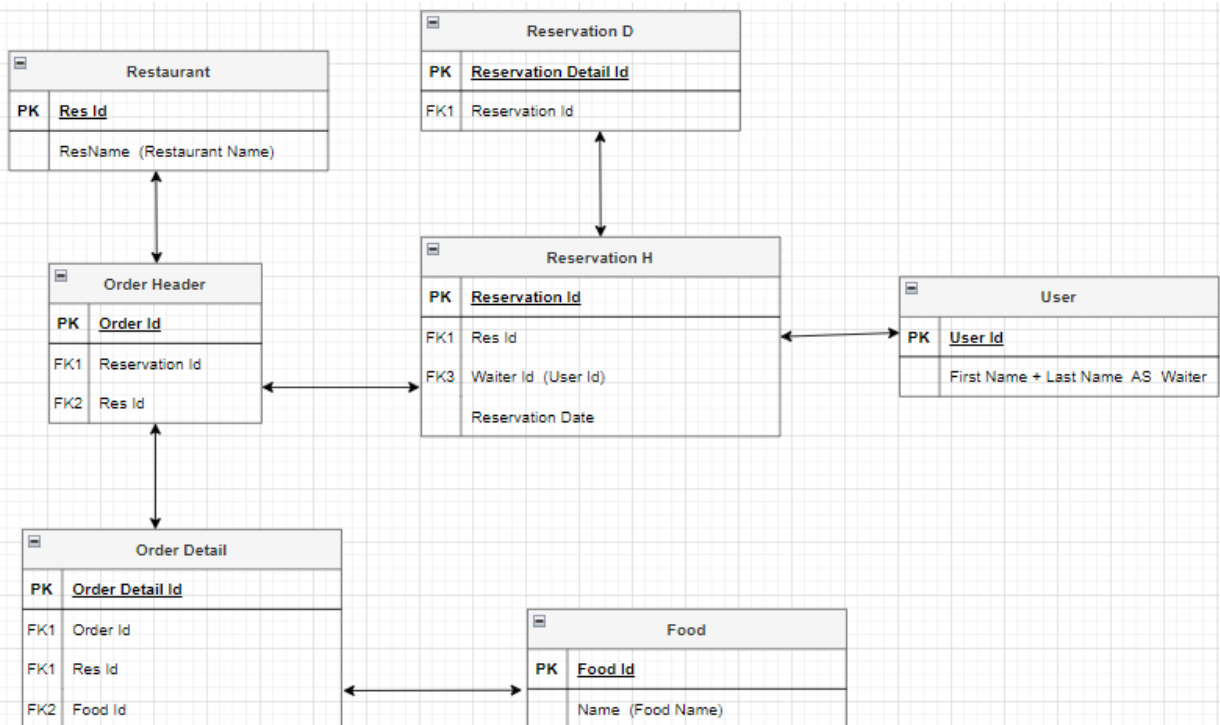 Reservation D
PK Reservation Detail Id
FK1 Reservation Id
Restaurant
PK Res Id
ResName (Restaurant Name)
Order Header
PK Order Id
FK1 Reservation Id
FK2 Res Id
Reservation H
PK Reservation Id
FK1 Res Id
FK3 Waiter Id (User Id)
Reservation Date
User
PK User Id
First Name + Last Name AS Waiter
Order Detail
PK Order Detail Id
FK1 Order Id
FK1 Res Id
FK2 Food Id
Food
PK Food Id
Name (Food Name)